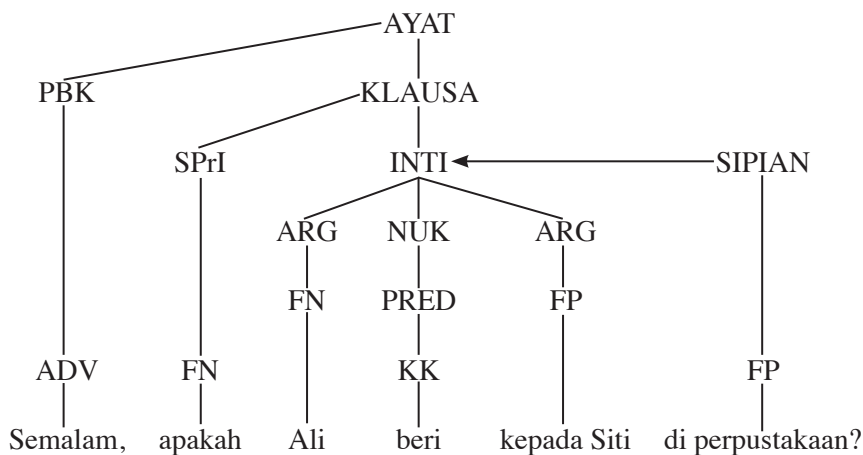 AYAT
PBK KLAUSA
SPrI INTI SIPIAN
ARG NUK ARG
FN PRED FP
ADV FN KK FP
Semalam, apakah Ali beri kepada Siti di perpustakaan?